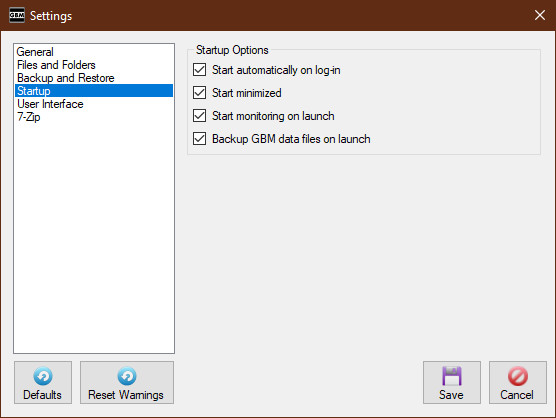 GBM Settings
General
Files and Folders
Backup and Restore
Startup
User Interface
7-Zip
Startup Options
Start automatically on log-in
Start minimized
Start monitoring on launch
Backup GBM data files on launch
Defaults
Reset Warnings
Save
Cancel